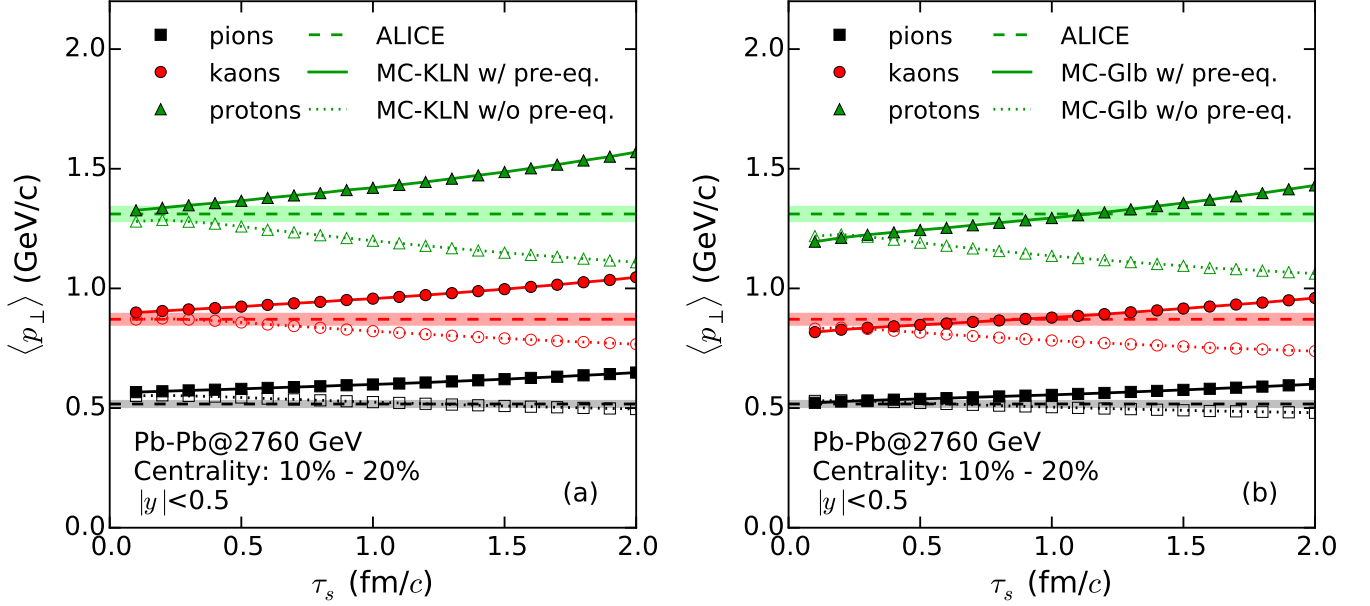 2.0
1.5
1.0
0.5
0.0
⟨p⊥⟩ (GeV/c)
pions
kaons
protons
ALICE
MC-KLN w/ pre-eq.
MC-KLN w/o pre-eq.
Pb-Pb@2760 GeV
Centrality: 10% - 20%
|y|<0.5
(a)
0.0 0.5 1.0 1.5 2.0
τs (fm/c)
2.0
1.5
1.0
0.5
0.0
⟨p⊥⟩ (GeV/c)
pions
kaons
protons
ALICE
MC-Glb w/ pre-eq.
MC-Glb w/o pre-eq.
Pb-Pb@2760 GeV
Centrality: 10% - 20%
|y|<0.5
(b)
0.0 0.5 1.0 1.5 2.0
τs (fm/c)